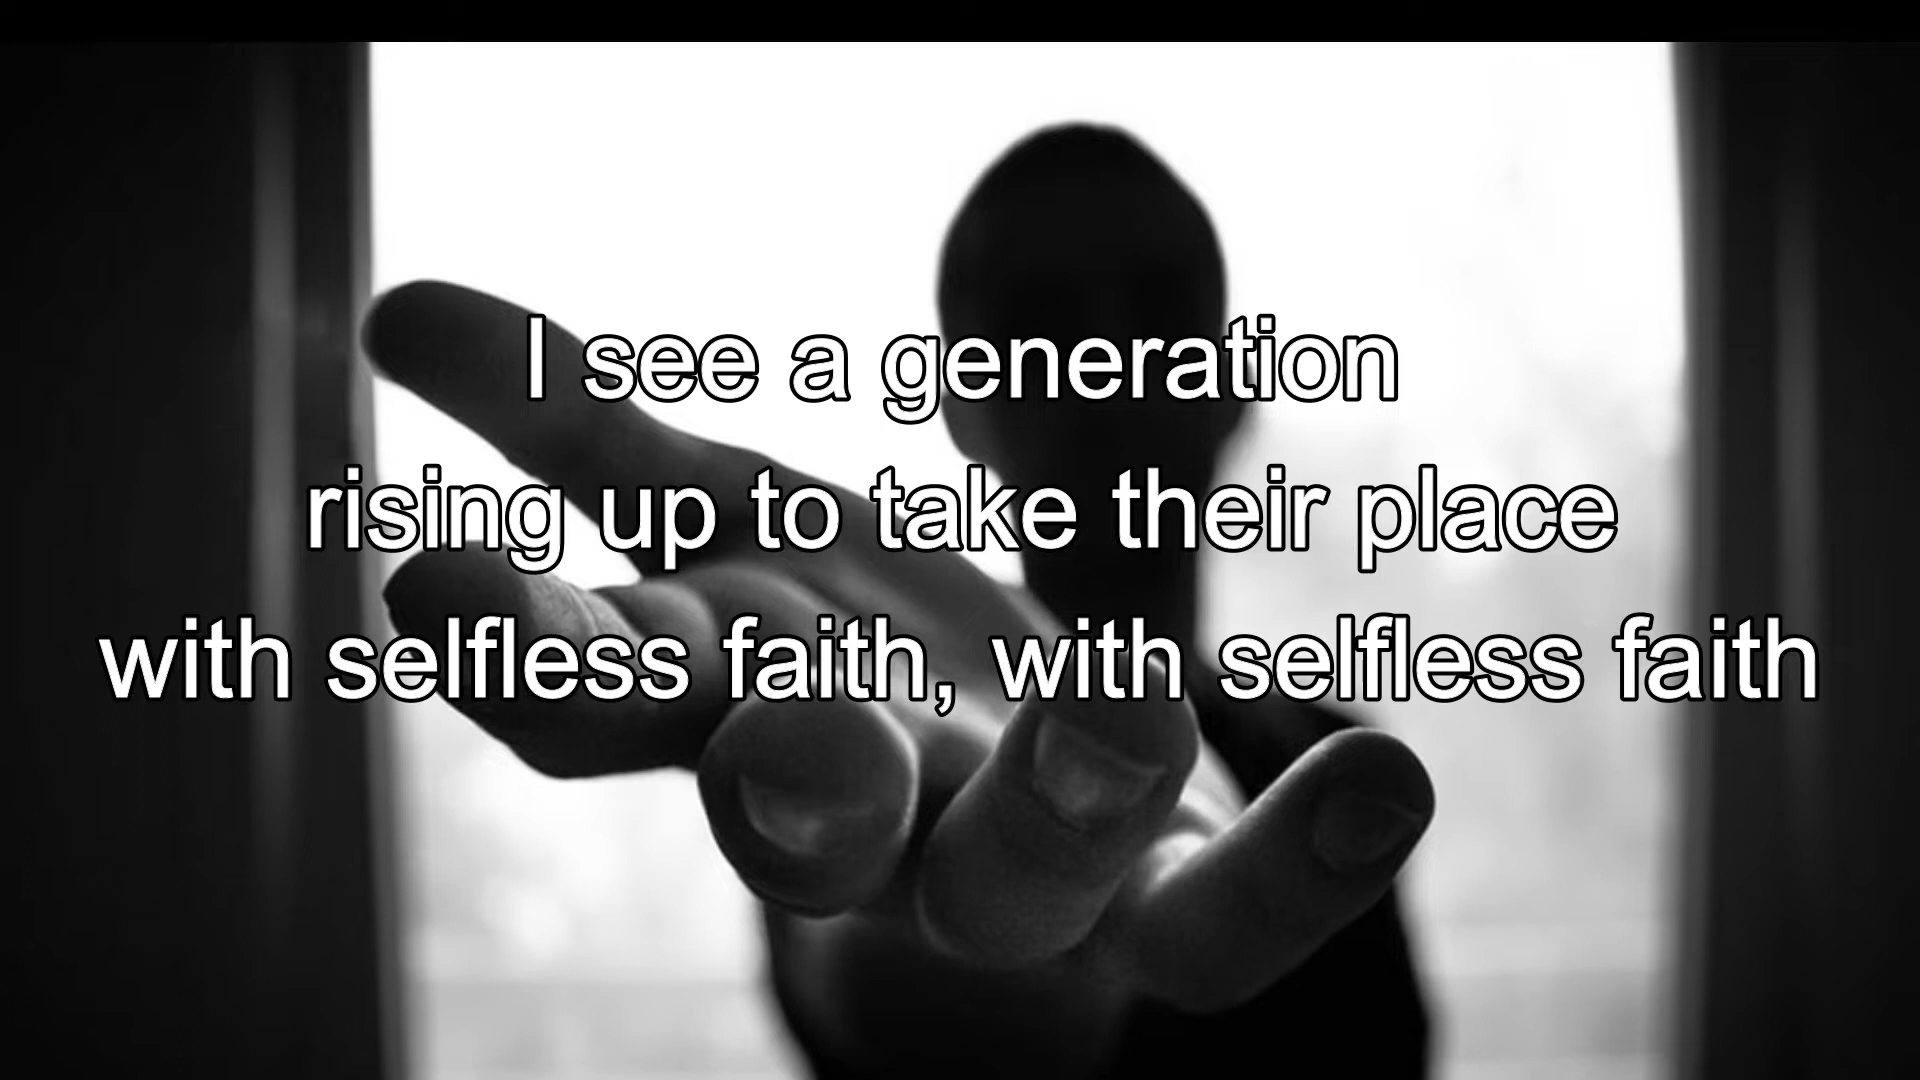 I see a generation
rising up to take their place
with selfless faith, with selfless faith